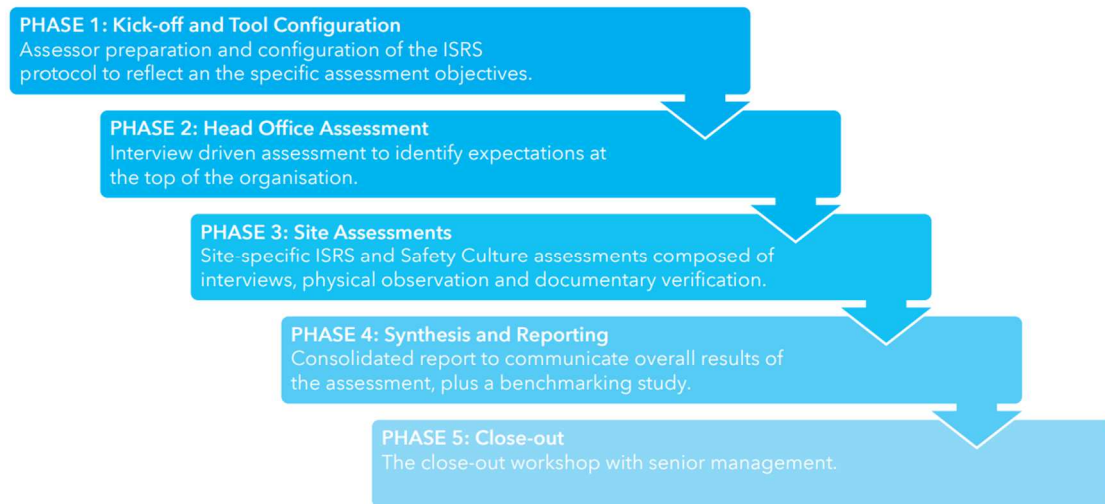 PHASE 1: Kick-off and Tool Configuration
Assessor preparation and configuration of the ISRS
protocol to reflect an the specific assessment objectives.
PHASE 2: Head Office Assessment
Interview driven assessment to identify expectations at
the top of the organisation.
PHASE 3: Site Assessments
Site-specific ISRS and Safety Culture assessments composed of
interviews, physical observation and documentary verification.
PHASE 4: Synthesis and Reporting
Consolidated report to communicate overall results of
the assessment, plus a benchmarking study.
PHASE 5: Close-out
The close-out workshop with senior management.